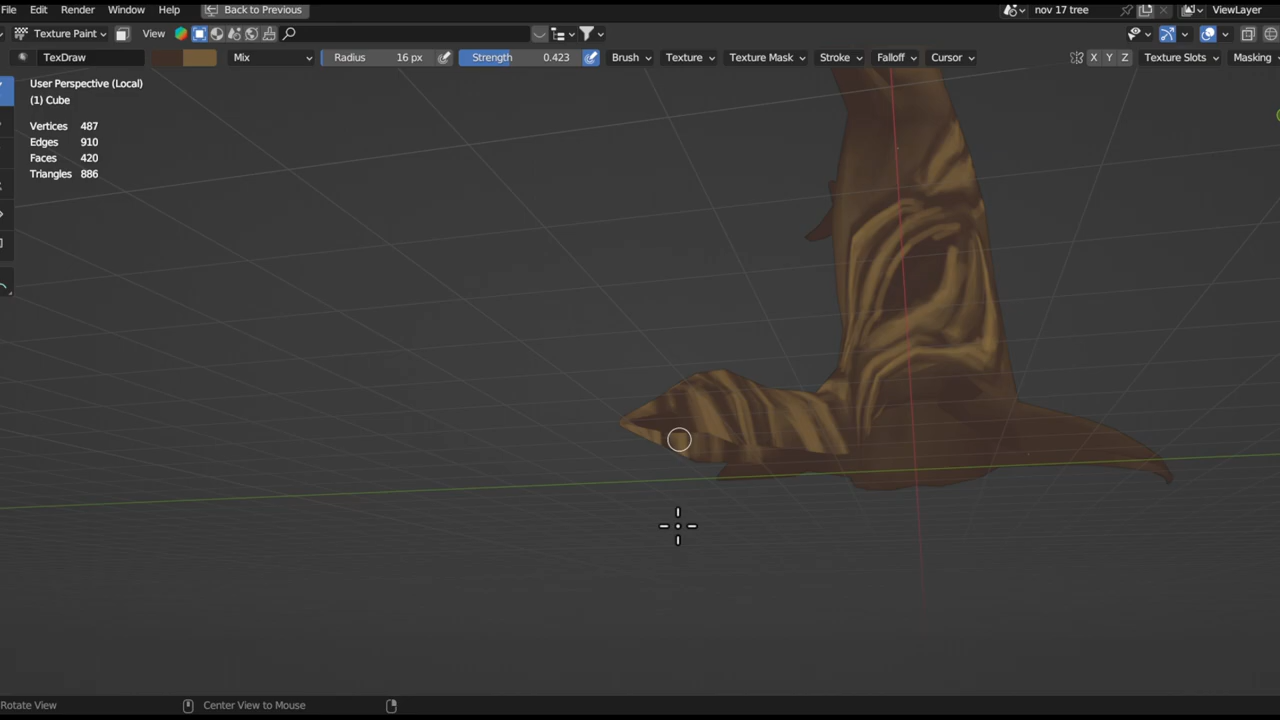 File Edit Render Window Help Back to Previous nov 17 tree ViewLayer
Texture Paint View
TexDraw Mix Radius 16 px Strength 0.423 Brush Texture Texture Mask Stroke Falloff Cursor X Y Z Texture Slots Masking
User Perspective (Local)
(1) Cube
Vertices 487
Edges 910
Faces 420
Triangles 886
Rotate View Center View to Mouse